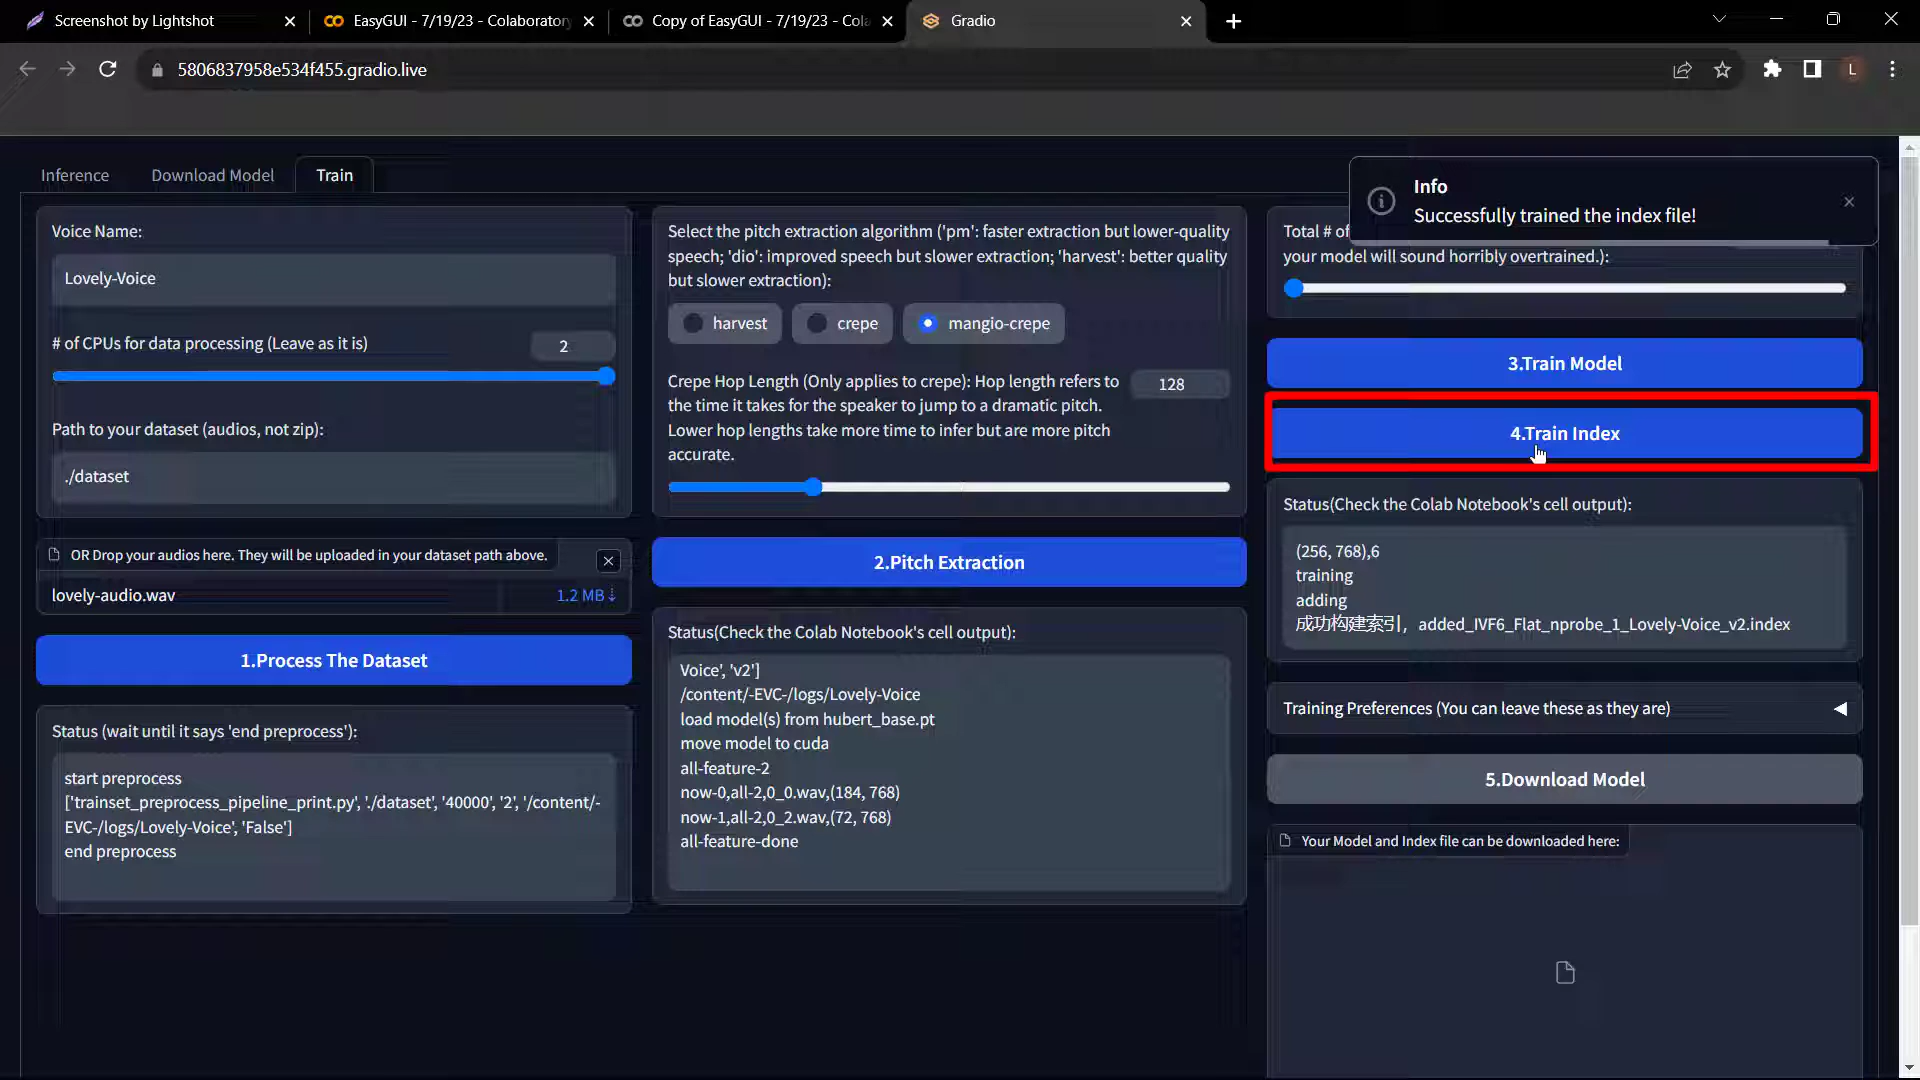 Screenshot by Lightshot
EasyGUI - 7/19/23 - Colaboratory
Copy of EasyGUI - 7/19/23 - Cola
Gradio
5806837958e534f455.gradio.live
L
Inference
Download Model
Train
Info
Successfully trained the index file!
Voice Name:
Lovely-Voice
# of CPUs for data processing (Leave as it is)
2
Path to your dataset (audios, not zip):
./dataset
OR Drop your audios here. They will be uploaded in your dataset path above.
lovely-audio.wav
1.2 MB ↓
1.Process The Dataset
Status (wait until it says 'end preprocess'):
start preprocess
['trainset_preprocess_pipeline_print.py', './dataset', '40000', '2', '/content/-
EVC-/logs/Lovely-Voice', 'False']
end preprocess
Select the pitch extraction algorithm ('pm': faster extraction but lower-quality
speech; 'dio': improved speech but slower extraction; 'harvest': better quality
but slower extraction):
harvest
crepe
mangio-crepe
Crepe Hop Length (Only applies to crepe): Hop length refers to
the time it takes for the speaker to jump to a dramatic pitch.
Lower hop lengths take more time to infer but are more pitch
accurate.
128
2.Pitch Extraction
Status(Check the Colab Notebook's cell output):
Voice', 'v2']
/content/-EVC-/logs/Lovely-Voice
load model(s) from hubert_base.pt
move model to cuda
all-feature-2
now-0,all-2,0_0.wav,(184, 768)
now-1,all-2,0_2.wav,(72, 768)
all-feature-done
Total # of
your model will sound horribly overtrained.):
3.Train Model
4.Train Index
Status(Check the Colab Notebook's cell output):
(256, 768),6
training
adding
成功构建索引，added_IVF6_Flat_nprobe_1_Lovely-Voice_v2.index
Training Preferences (You can leave these as they are)
5.Download Model
Your Model and Index file can be downloaded here: